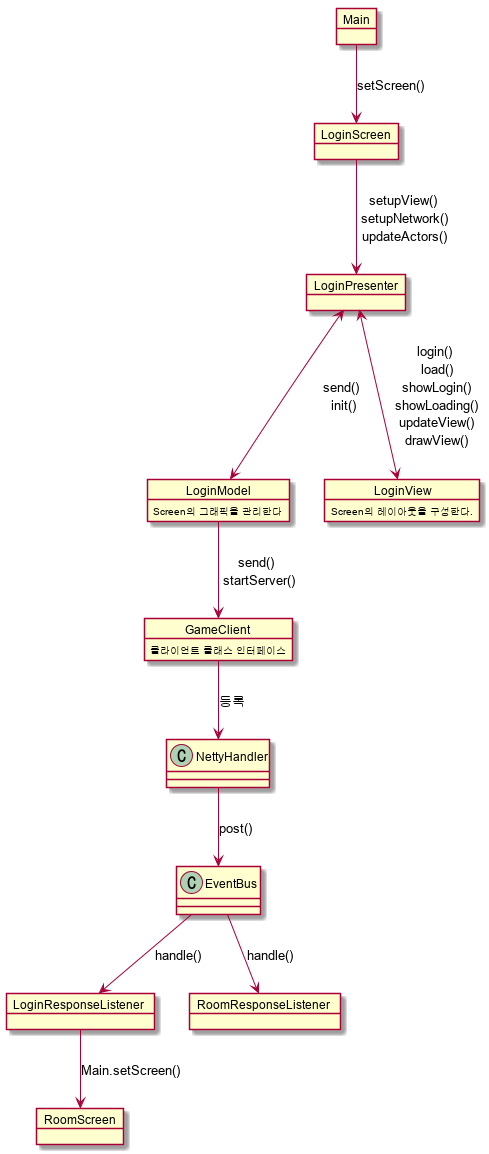 Main
setScreen()
LoginScreen
setupView()
setupNetwork()
updateActors()
LoginPresenter
send()
init()
login()
load()
showLogin()
showLoading()
updateView()
drawView()
LoginModel
Screen의 그래픽을 관리한다
LoginView
Screen의 레이아웃을 구성한다.
send()
startServer()
GameClient
클라이언트 클래스 인터페이스
등록
C NettyHandler
post()
C EventBus
handle()
handle()
LoginResponseListener
RoomResponseListener
Main.setScreen()
RoomScreen